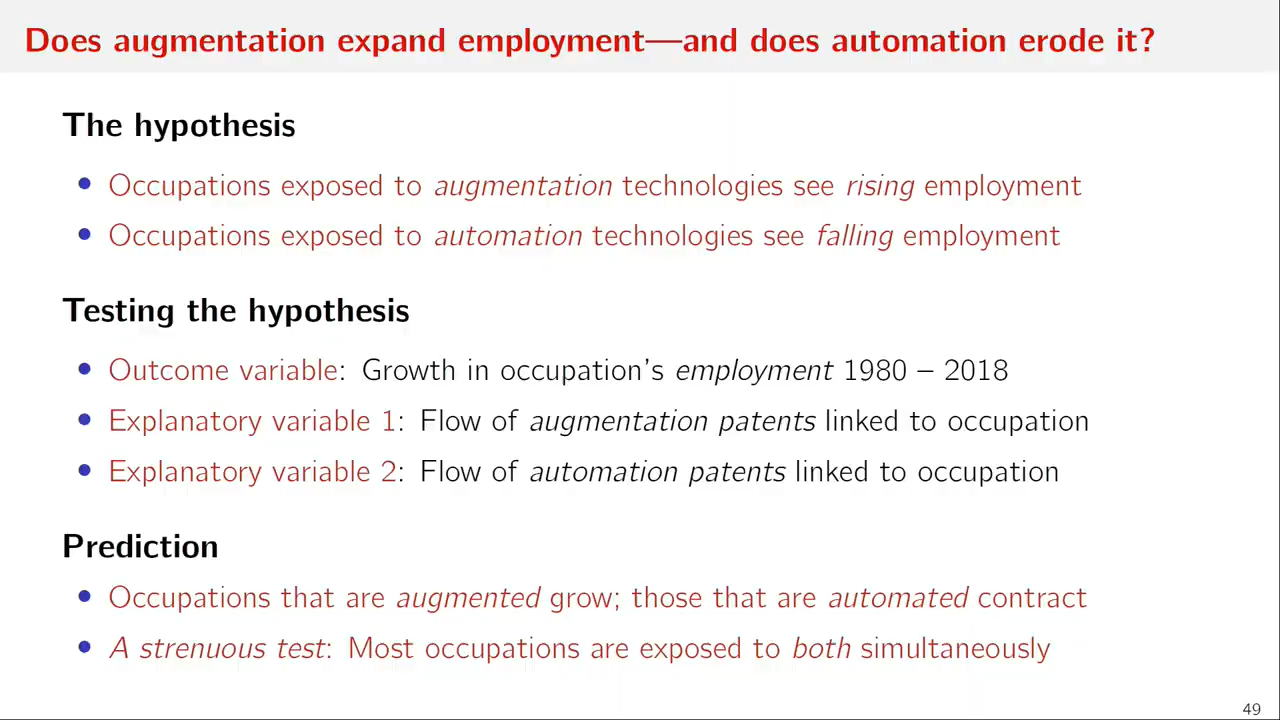 Does augmentation expand employment—and does automation erode it?
The hypothesis
• Occupations exposed to augmentation technologies see rising employment
• Occupations exposed to automation technologies see falling employment
Testing the hypothesis
• Outcome variable: Growth in occupation's employment 1980 – 2018
• Explanatory variable 1: Flow of augmentation patents linked to occupation
• Explanatory variable 2: Flow of automation patents linked to occupation
Prediction
• Occupations that are augmented grow; those that are automated contract
• A strenuous test: Most occupations are exposed to both simultaneously
49